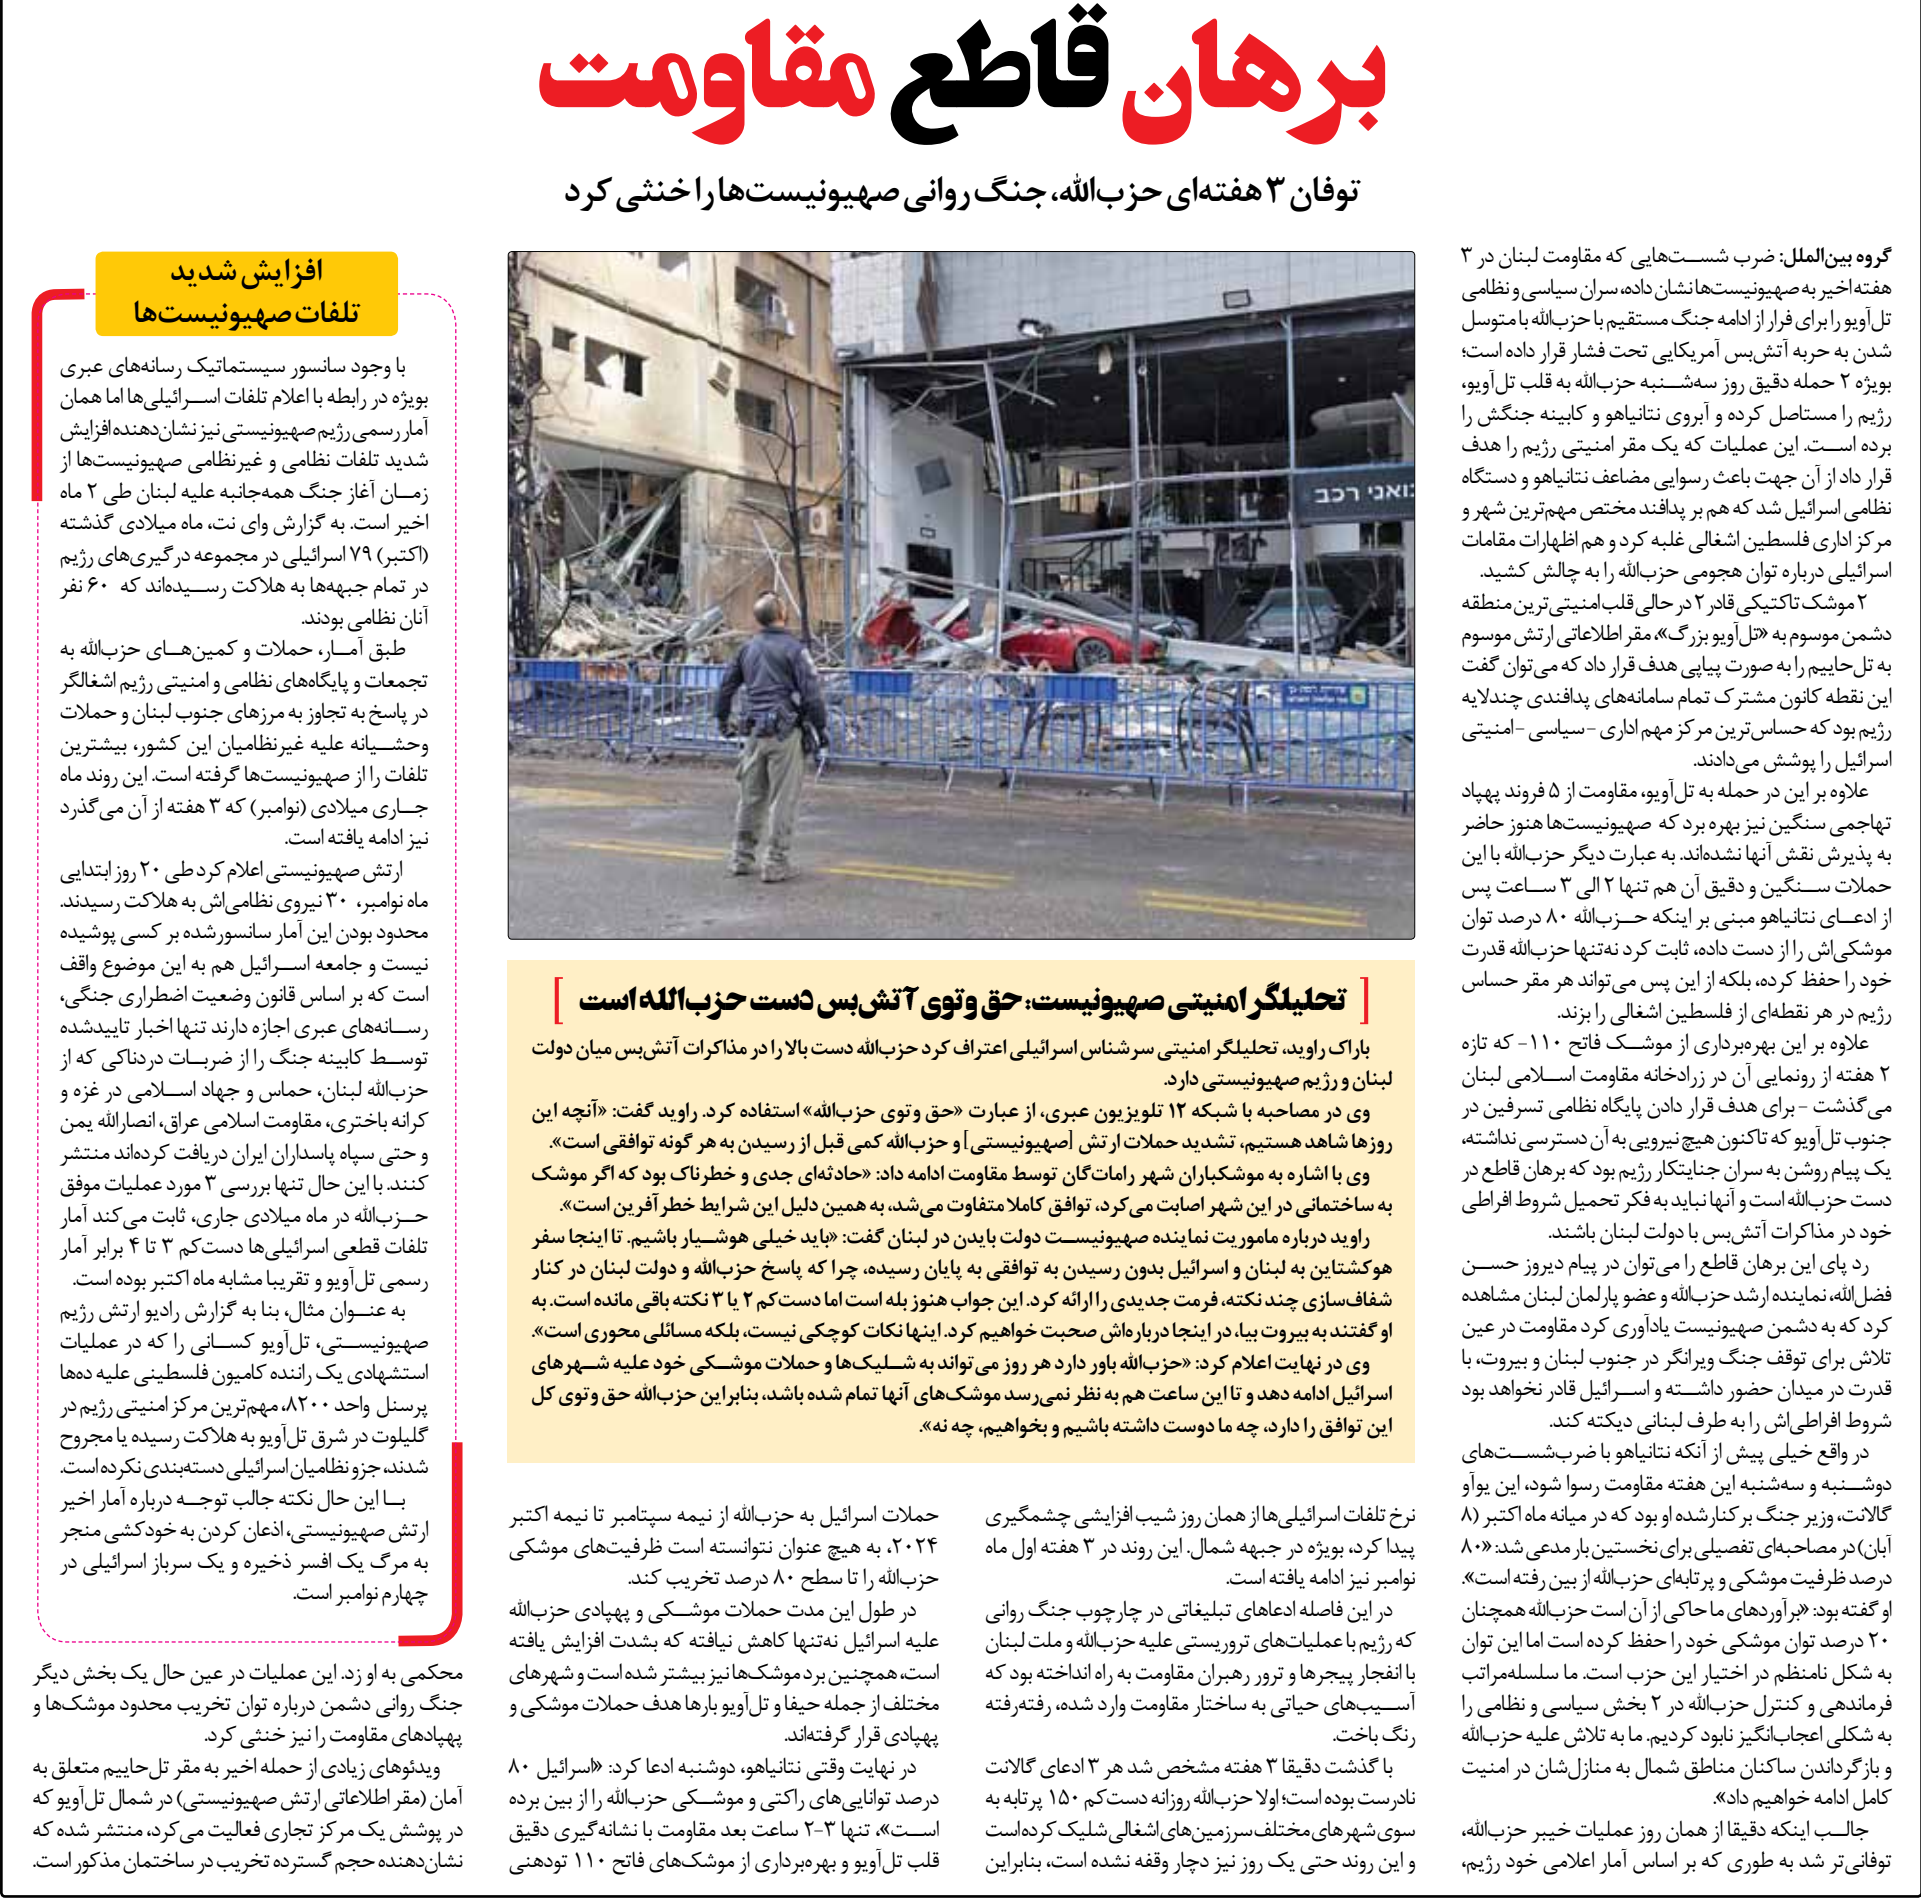 برهان قاطع مقاومت
توفان ۳ هفته‌ای حزب‌الله، جنگ روانی صهیونیست‌ها را خنثی کرد
گروه بین‌الملل: ضرب شست‌هایی که مقاومت لبنان در ۳
هفته اخیر به صهیونیست‌ها نشان داده، سران سیاسی و نظامی
تل‌آویو را برای فرار از ادامه جنگ مستقیم با حزب‌الله با متوسل
شدن به حربه آتش‌بس آمریکایی تحت فشار قرار داده است؛
بویژه ۲ حمله دقیق روز سه‌شنبه حزب‌الله به قلب تل‌آویو،
رژیم را مستاصل کرده و آبروی نتانیاهو و کابینه جنگش را
برده است. این عملیات که یک مقر امنیتی رژیم را هدف
قرار داد از آن جهت باعث رسوایی مضاعف نتانیاهو و دستگاه
نظامی اسرائیل شد که هم بر پدافند مختص مهم‌ترین شهر و
مرکز اداری فلسطین اشغالی غلبه کرد و هم اظهارات مقامات
اسرائیلی درباره توان هجومی حزب‌الله را به چالش کشید.
۲ موشک تاکتیکی قادر ۲ در حالی قلب امنیتی‌ترین منطقه
دشمن موسوم به «تل‌آویو بزرگ»، مقر اطلاعاتی ارتش موسوم
به تل‌حاییم را به صورت پیاپی هدف قرار داد که می‌توان گفت
این نقطه کانون مشترک تمام سامانه‌های پدافندی چندلایه
رژیم بود که حساس‌ترین مرکز مهم اداری - سیاسی - امنیتی
اسرائیل را پوشش می‌دادند.
علاوه بر این در حمله به تل‌آویو، مقاومت از ۵ فروند پهپاد
تهاجمی سنگین نیز بهره برد که صهیونیست‌ها هنوز حاضر
به پذیرش نقش آنها نشده‌اند. به عبارت دیگر حزب‌الله با این
حملات سنگین و دقیق آن هم تنها ۲ الی ۳ ساعت پس
از ادعای نتانیاهو مبنی بر اینکه حزب‌الله ۸۰ درصد توان
موشکی‌اش را از دست داده، ثابت کرد نه‌تنها حزب‌الله قدرت
خود را حفظ کرده، بلکه از این پس می‌تواند هر مقر حساس
رژیم در هر نقطه‌ای از فلسطین اشغالی را بزند.
علاوه بر این بهره‌برداری از موشک فاتح ۱۱۰- که تازه
۲ هفته از رونمایی آن در زرادخانه مقاومت اسلامی لبنان
می‌گذشت - برای هدف قرار دادن پایگاه نظامی تسرفین در
جنوب تل‌آویو که تاکنون هیچ نیرویی به آن دسترسی نداشته،
یک پیام روشن به سران جنایتکار رژیم بود که برهان قاطع در
دست حزب‌الله است و آنها نباید به فکر تحمیل شروط افراطی
خود در مذاکرات آتش‌بس با دولت لبنان باشند.
رد پای این برهان قاطع را می‌توان در پیام دیروز حسن
فضل‌الله، نماینده ارشد حزب‌الله و عضو پارلمان لبنان مشاهده
کرد که به دشمن صهیونیست یادآوری کرد مقاومت در عین
تلاش برای توقف جنگ ویرانگر در جنوب لبنان و بیروت، با
قدرت در میدان حضور داشته و اسرائیل قادر نخواهد بود
شروط افراطی‌اش را به طرف لبنانی دیکته کند.
در واقع خیلی پیش از آنکه نتانیاهو با ضرب‌شست‌های
دوشنبه و سه‌شنبه این هفته مقاومت رسوا شود، این یوآو
گالانت، وزیر جنگ برکنارشده او بود که در میانه ماه اکتبر (۸
آبان) در مصاحبه‌ای تفصیلی برای نخستین بار مدعی شد: «۸۰
درصد ظرفیت موشکی و پرتابه‌ای حزب‌الله از بین رفته است».
او گفته بود: «برآوردهای ما حاکی از آن است حزب‌الله همچنان
۲۰ درصد توان موشکی خود را حفظ کرده است اما این توان
به شکل نامنظم در اختیار این حزب است. ما سلسله‌مراتب
فرماندهی و کنترل حزب‌الله در ۲ بخش سیاسی و نظامی را
به شکلی اعجاب‌انگیز نابود کردیم. ما به تلاش علیه حزب‌الله
و بازگرداندن ساکنان مناطق شمال به منازل‌شان در امنیت
کامل ادامه خواهیم داد».
جالب اینکه دقیقا از همان روز عملیات خیبر حزب‌الله،
توفانی‌تر شد به طوری که بر اساس آمار اعلامی خود رژیم،
ואני רכב
[ تحلیلگر امنیتی صهیونیست: حق وتوی آتش‌بس دست حزب‌الله است ]
باراک راوید، تحلیلگر امنیتی سرشناس اسرائیلی اعتراف کرد حزب‌الله دست بالا را در مذاکرات آتش‌بس میان دولت
لبنان و رژیم صهیونیستی دارد.
وی در مصاحبه با شبکه ۱۲ تلویزیون عبری، از عبارت «حق وتوی حزب‌الله» استفاده کرد. راوید گفت: «آنچه این
روزها شاهد هستیم، تشدید حملات ارتش [صهیونیستی] و حزب‌الله کمی قبل از رسیدن به هر گونه توافقی است».
وی با اشاره به موشکباران شهر رامات‌گان توسط مقاومت ادامه داد: «حادثه‌ای جدی و خطرناک بود که اگر موشک
به ساختمانی در این شهر اصابت می‌کرد، توافق کاملا متفاوت می‌شد، به همین دلیل این شرایط خطرآفرین است».
راوید درباره ماموریت نماینده صهیونیست دولت بایدن در لبنان گفت: «باید خیلی هوشیار باشیم. تا اینجا سفر
هوکشتاین به لبنان و اسرائیل بدون رسیدن به توافقی به پایان رسیده، چرا که پاسخ حزب‌الله و دولت لبنان در کنار
شفاف‌سازی چند نکته، فرمت جدیدی را ارائه کرد. این جواب هنوز بله است اما دست‌کم ۲ یا ۳ نکته باقی مانده است. به
او گفتند به بیروت بیا، در اینجا درباره‌اش صحبت خواهیم کرد. اینها نکات کوچکی نیست، بلکه مسائلی محوری است».
وی در نهایت اعلام کرد: «حزب‌الله باور دارد هر روز می‌تواند به شلیک‌ها و حملات موشکی خود علیه شهرهای
اسرائیل ادامه دهد و تا این ساعت هم به نظر نمی‌رسد موشک‌های آنها تمام شده باشد، بنابراین حزب‌الله حق وتوی کل
این توافق را دارد، چه ما دوست داشته باشیم و بخواهیم، چه نه».
نرخ تلفات اسرائیلی‌ها از همان روز شیب افزایشی چشمگیری
پیدا کرد، بویژه در جبهه شمال. این روند در ۳ هفته اول ماه
نوامبر نیز ادامه یافته است.
در این فاصله ادعاهای تبلیغاتی در چارچوب جنگ روانی
که رژیم با عملیات‌های تروریستی علیه حزب‌الله و ملت لبنان
با انفجار پیجرها و ترور رهبران مقاومت به راه انداخته بود که
آسیب‌های حیاتی به ساختار مقاومت وارد شده، رفته‌رفته
رنگ باخت.
با گذشت دقیقا ۳ هفته مشخص شد هر ۳ ادعای گالانت
نادرست بوده است؛ اولا حزب‌الله روزانه دست‌کم ۱۵۰ پرتابه به
سوی شهرهای مختلف سرزمین‌های اشغالی شلیک کرده است
و این روند حتی یک روز نیز دچار وقفه نشده است، بنابراین
حملات اسرائیل به حزب‌الله از نیمه سپتامبر تا نیمه اکتبر
۲۰۲۴، به هیچ عنوان نتوانسته است ظرفیت‌های موشکی
حزب‌الله را تا سطح ۸۰ درصد تخریب کند.
در طول این مدت حملات موشکی و پهپادی حزب‌الله
علیه اسرائیل نه‌تنها کاهش نیافته که بشدت افزایش یافته
است، همچنین برد موشک‌ها نیز بیشتر شده است و شهرهای
مختلف از جمله حیفا و تل‌آویو بارها هدف حملات موشکی و
پهپادی قرار گرفته‌اند.
در نهایت وقتی نتانیاهو، دوشنبه ادعا کرد: «اسرائیل ۸۰
درصد توانایی‌های راکتی و موشکی حزب‌الله را از بین برده
است»، تنها ۳-۲ ساعت بعد مقاومت با نشانه‌گیری دقیق
قلب تل‌آویو و بهره‌برداری از موشک‌های فاتح ۱۱۰ تودهنی
محکمی به او زد. این عملیات در عین حال یک بخش دیگر
جنگ روانی دشمن درباره توان تخریب محدود موشک‌ها و
پهپادهای مقاومت را نیز خنثی کرد.
ویدئوهای زیادی از حمله اخیر به مقر تل‌حاییم متعلق به
آمان (مقر اطلاعاتی ارتش صهیونیستی) در شمال تل‌آویو که
در پوشش یک مرکز تجاری فعالیت می‌کرد، منتشر شده که
نشان‌دهنده حجم گسترده تخریب در ساختمان مذکور است.
افزایش شدید
تلفات صهیونیست‌ها
با وجود سانسور سیستماتیک رسانه‌های عبری
بویژه در رابطه با اعلام تلفات اسرائیلی‌ها اما همان
آمار رسمی رژیم صهیونیستی نیز نشان‌دهنده افزایش
شدید تلفات نظامی و غیرنظامی صهیونیست‌ها از
زمان آغاز جنگ همه‌جانبه علیه لبنان طی ۲ ماه
اخیر است. به گزارش وای نت، ماه میلادی گذشته
(اکتبر) ۷۹ اسرائیلی در مجموعه درگیری‌های رژیم
در تمام جبهه‌ها به هلاکت رسیده‌اند که ۶۰ نفر
آنان نظامی بودند.
طبق آمار، حملات و کمین‌های حزب‌الله به
تجمعات و پایگاه‌های نظامی و امنیتی رژیم اشغالگر
در پاسخ به تجاوز به مرزهای جنوب لبنان و حملات
وحشیانه علیه غیرنظامیان این کشور، بیشترین
تلفات را از صهیونیست‌ها گرفته است. این روند ماه
جاری میلادی (نوامبر) که ۳ هفته از آن می‌گذرد
نیز ادامه یافته است.
ارتش صهیونیستی اعلام کرد طی ۲۰ روز ابتدایی
ماه نوامبر، ۳۰ نیروی نظامی‌اش به هلاکت رسیدند.
محدود بودن این آمار سانسورشده بر کسی پوشیده
نیست و جامعه اسرائیل هم به این موضوع واقف
است که بر اساس قانون وضعیت اضطراری جنگی،
رسانه‌های عبری اجازه دارند تنها اخبار تاییدشده
توسط کابینه جنگ را از ضربات دردناکی که از
حزب‌الله لبنان، حماس و جهاد اسلامی در غزه و
کرانه باختری، مقاومت اسلامی عراق، انصارالله یمن
و حتی سپاه پاسداران ایران دریافت کرده‌اند منتشر
کنند. با این حال تنها بررسی ۳ مورد عملیات موفق
حزب‌الله در ماه میلادی جاری، ثابت می‌کند آمار
تلفات قطعی اسرائیلی‌ها دست‌کم ۳ تا ۴ برابر آمار
رسمی تل‌آویو و تقریبا مشابه ماه اکتبر بوده است.
به عنوان مثال، بنا به گزارش رادیو ارتش رژیم
صهیونیستی، تل‌آویو کسانی را که در عملیات
استشهادی یک راننده کامیون فلسطینی علیه ده‌ها
پرسنل واحد ۸۲۰۰، مهم‌ترین مرکز امنیتی رژیم در
گلیلوت در شرق تل‌آویو به هلاکت رسیده یا مجروح
شدند، جزو نظامیان اسرائیلی دسته‌بندی نکرده است.
با این حال نکته جالب توجه درباره آمار اخیر
ارتش صهیونیستی، اذعان کردن به خودکشی منجر
به مرگ یک افسر ذخیره و یک سرباز اسرائیلی در
چهارم نوامبر است.